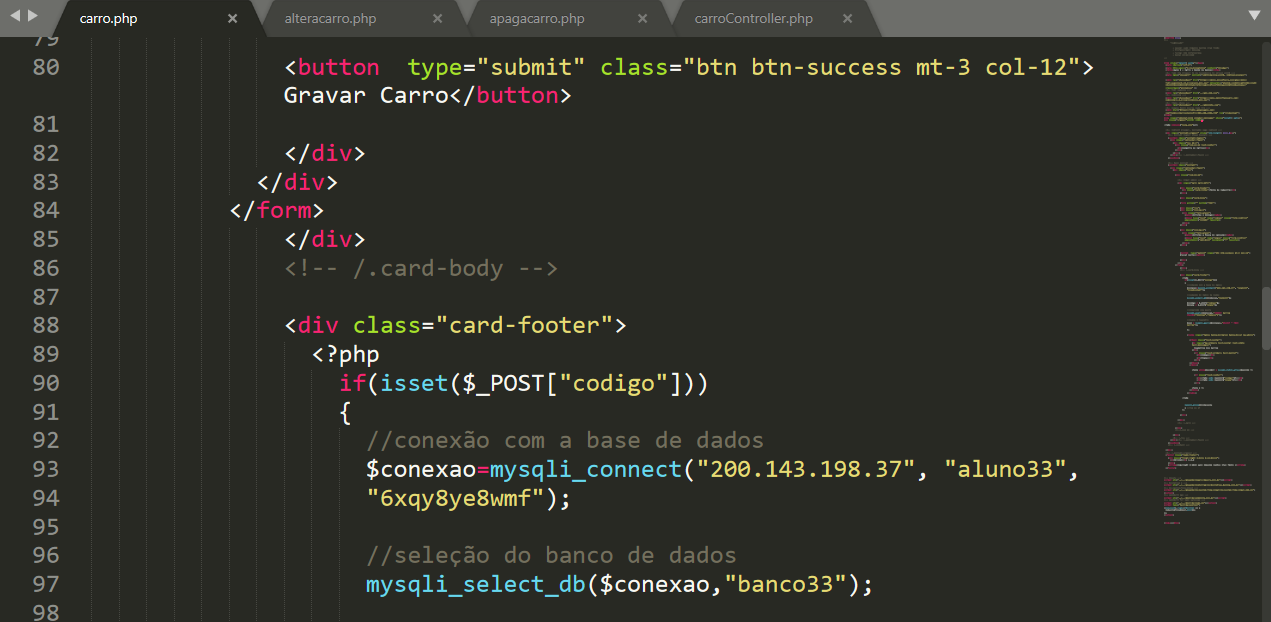 carro.php × alteracarro.php × apagacarro.php × carroController.php ×
79
80 <button  type="submit" class="btn btn-success mt-3 col-12">
Gravar Carro</button>
81
82 </div>
83 </div>
84 </form>
85 </div>
86 <!-- /.card-body -->
87
88 <div class="card-footer">
89 <?php
90 if(isset($_POST["codigo"]))
91 {
92 //conexão com a base de dados
93 $conexao=mysqli_connect("200.143.198.37", "aluno33",
94 "6xqy8ye8wmf");
95
96 //seleção do banco de dados
97 mysqli_select_db($conexao,"banco33");
98